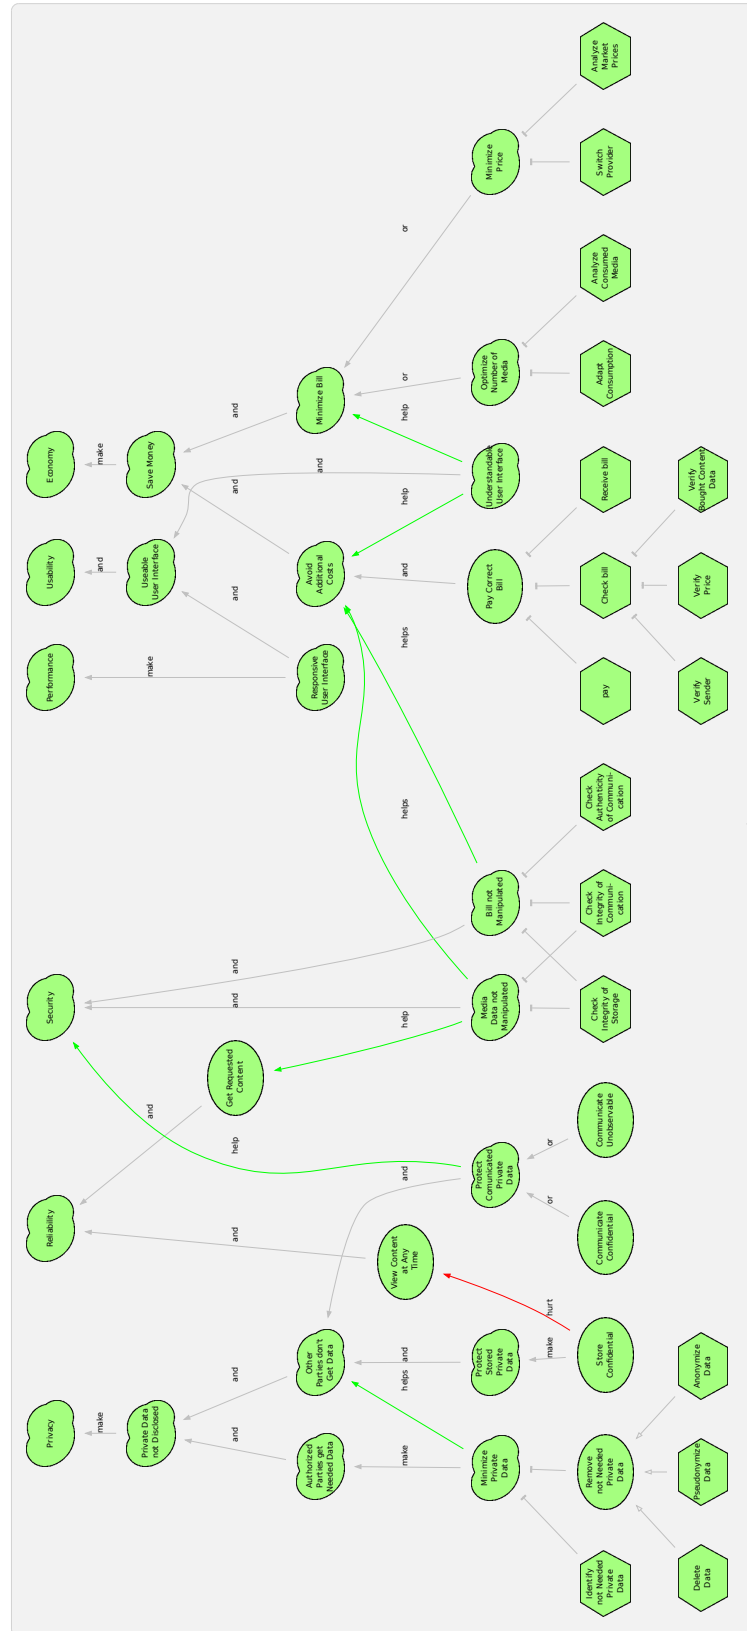 Privacy
Reliability
Security
Performance
Usability
Economy
make
make
and
make
Private Data
not Disclosed
Useable
User Interface
Save Money
and
and
and
and
help
and
and
and
and
and
and
Get Requested
Content
Authorized
Parties get
Needed Data
Other
Parties don't
Get Data
Responsive
User Interface
Avoid
Additional
Costs
Minimize Bill
and
View Content
at Any
Time
make
helps
and
and
help
helps
helps
and
help
help
or
or
Minimize
Private
Data
Protect
Stored
Private
Data
Protect
Comunicated
Private
Data
Media
Data not
Manipulated
Bill not
Manipulated
Pay Correct
Bill
Understandable
User Interface
Optimize
Number of
Media
Minimize
Price
make
hurt
or
or
Identify
not Needed
Private
Data
Remove
not Needed
Private
Data
Store
Confidential
Communicate
Confidential
Communicate
Unobservable
Check
Integrity of
Storage
Check
Integrity of
Communi-
cation
Check
Authenticity
of Communi-
cation
pay
Check bill
Receive bill
Adapt
Consumption
Analyze
Consumed
Media
Switch
Provider
Analyze
Market
Prices
Delete
Data
Pseudonymize
Data
Anonymize
Data
Verify
Sender
Verify
Price
Verify
Bought Content
Data